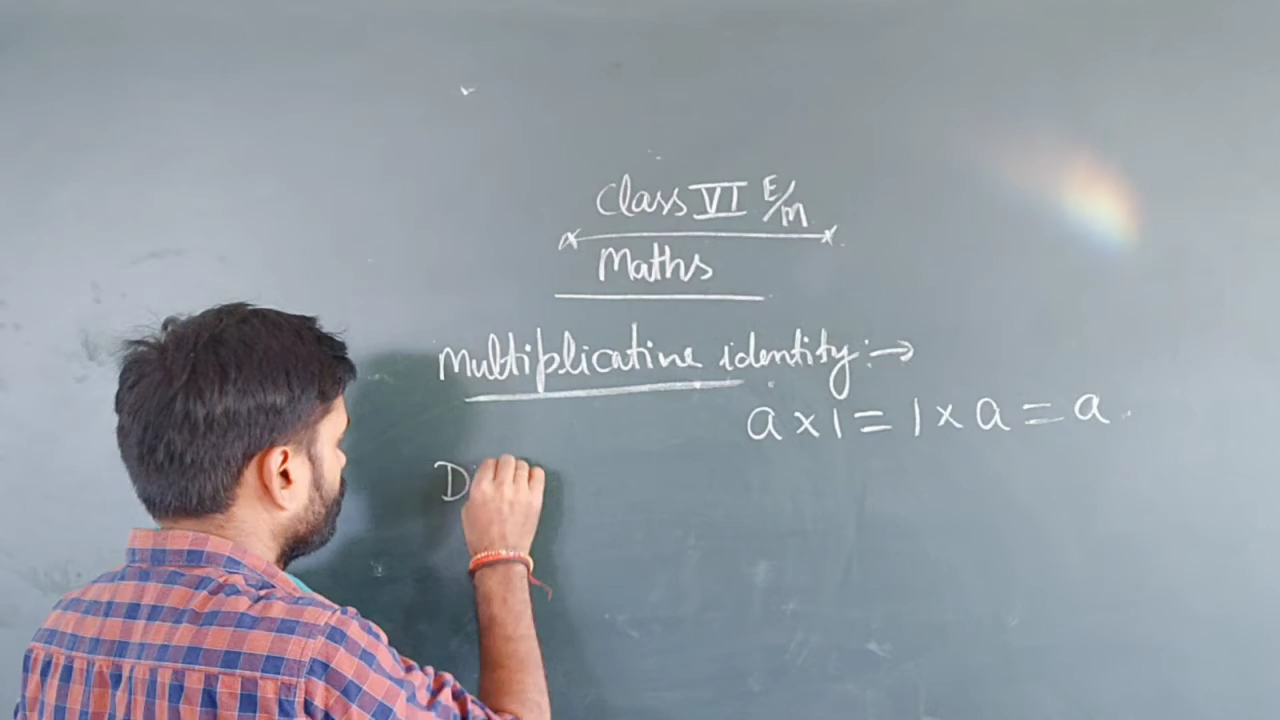 Class VI E/m
Maths
Multiplicative identity:→
a×1=1×a=a.
D